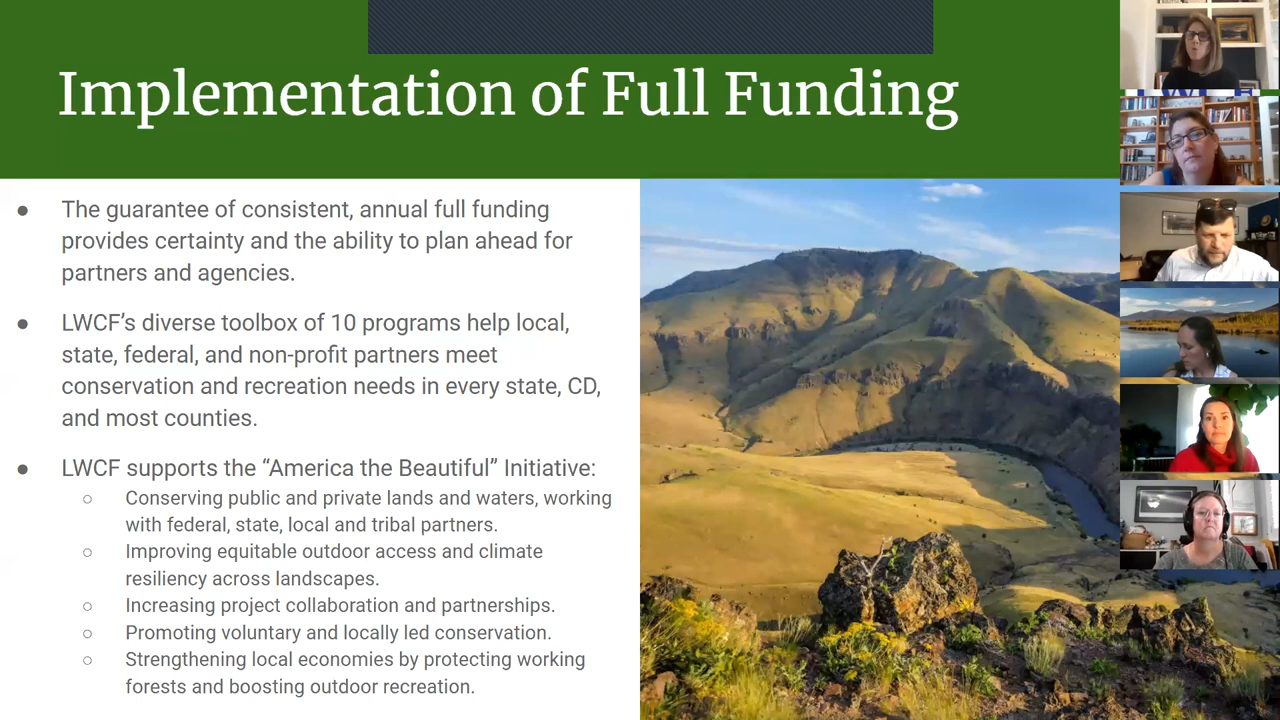 Implementation of Full Funding
● The guarantee of consistent, annual full funding
provides certainty and the ability to plan ahead for
partners and agencies.
● LWCF’s diverse toolbox of 10 programs help local,
state, federal, and non-profit partners meet
conservation and recreation needs in every state, CD,
and most counties.
● LWCF supports the “America the Beautiful” Initiative:
○ Conserving public and private lands and waters, working
with federal, state, local and tribal partners.
○ Improving equitable outdoor access and climate
resiliency across landscapes.
○ Increasing project collaboration and partnerships.
○ Promoting voluntary and locally led conservation.
○ Strengthening local economies by protecting working
forests and boosting outdoor recreation.